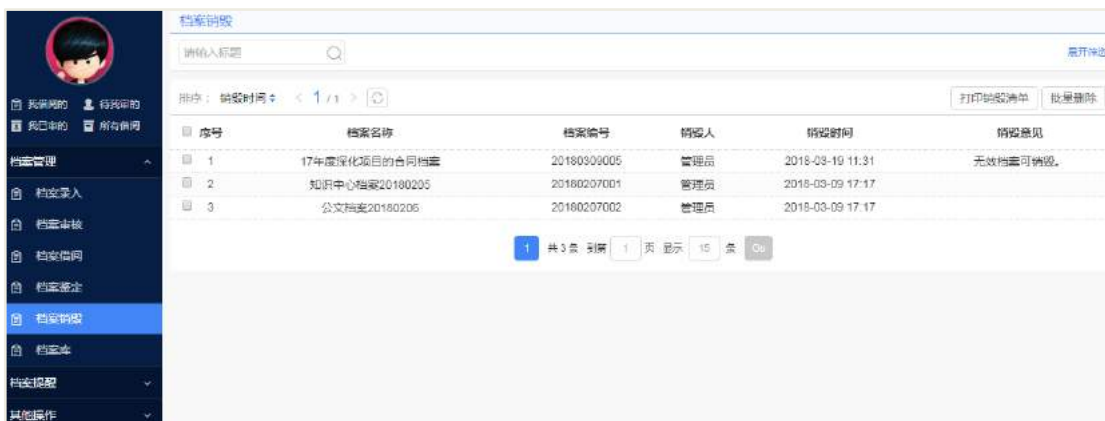 档案销毁
请输入标题
展开筛选
我借阅的 待我审的
我已审的 所有借阅
排序： 销毁时间 < 1 / 1 >
打印销毁清单 批量删除
序号 档案名称 档案编号 销毁人 销毁时间 销毁意见
1 17年度深化项目的合同档案 20180309005 管理员 2018-03-19 11:31 无效档案可销毁。
2 知识中心档案20180205 20180207001 管理员 2018-03-09 17:17
3 公文档案20180206 20180207002 管理员 2018-03-09 17:17
1 共3条 到第 1 页 显示 15 条 Go
档案管理
档案录入
档案审核
档案借阅
档案鉴定
档案销毁
档案库
档案提醒
其他操作